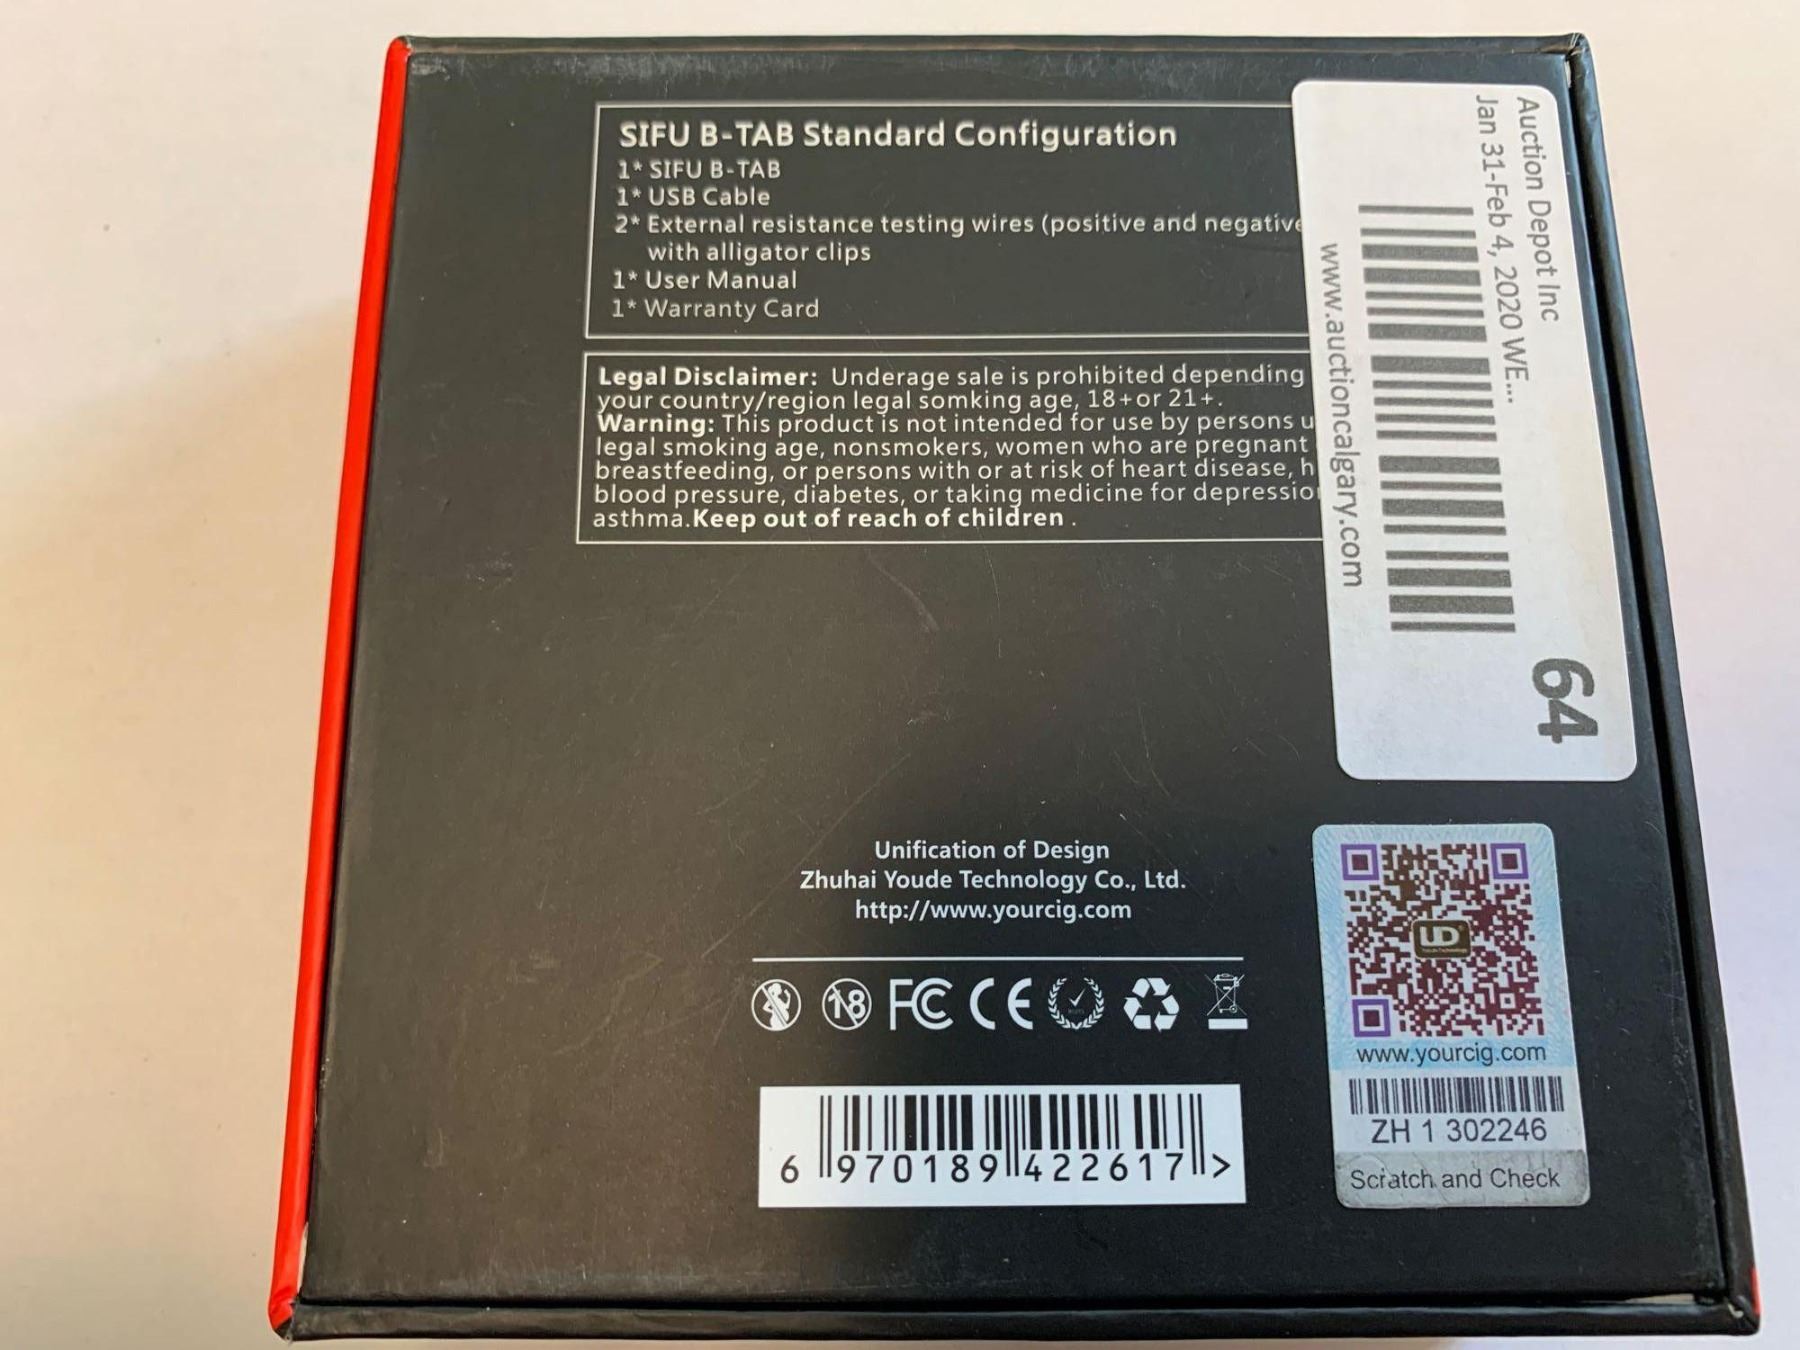 SIFU B-TAB Standard Configuration
1* SIFU B-TAB
1* USB Cable
2* External resistance testing wires (positive and negative
with alligator clips
1* User Manual
1* Warranty Card
Legal Disclaimer: Underage sale is prohibited depending
your country/region legal somking age, 18+or 21+.
Warning: This product is not intended for use by persons u
legal smoking age, nonsmokers, women who are pregnant
breastfeeding, or persons with or at risk of heart disease, h
blood pressure, diabetes, or taking medicine for depressio
asthma.Keep out of reach of children .
Auction Depot Inc
Jan 31-Feb 4, 2020 WE...
www.auctioncalgary.com
64
Unification of Design
Zhuhai Youde Technology Co., Ltd.
http://www.yourcig.com
18 FC CE
6 970189 422617 >
UD
www.yourcig.com
ZH 1 302246
Scratch and Check